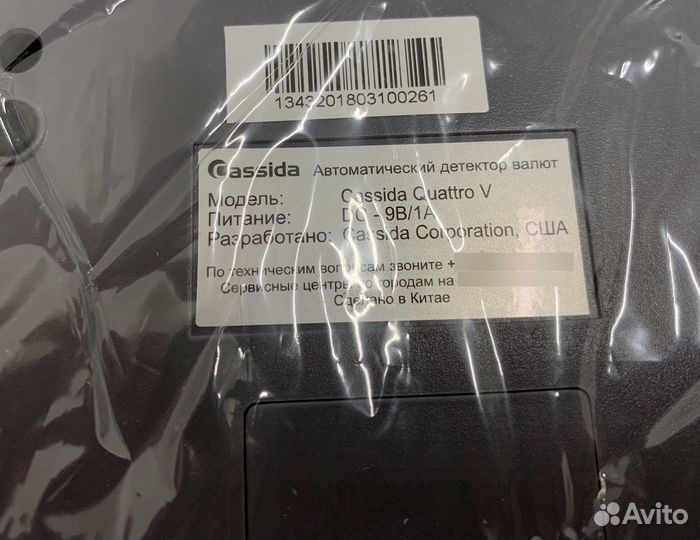 1343201803100261
Cassida Автоматический детектор валют
Модель: Cassida Quattro V
Питание: DC - 9В/1А
Разработано: Cassida Corporation, США
По техническим вопросам звоните +
Сервисные центры по городам на
Сделано в Китае
Avito